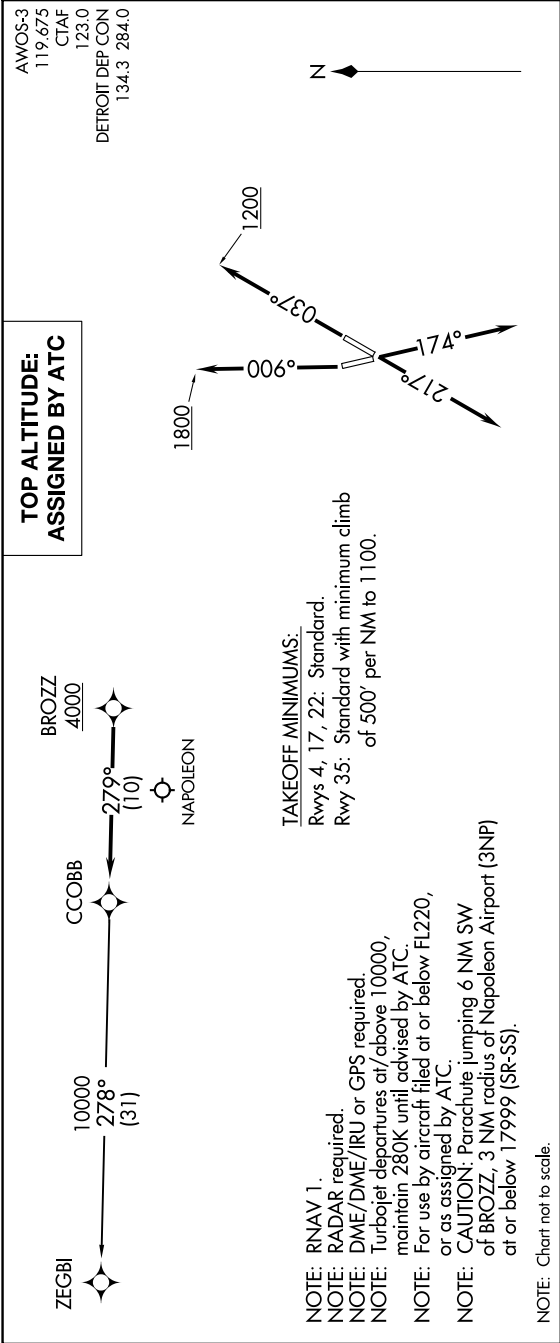 AWOS-3
119.675
CTAF
123.0
DETROIT DEP CON
134.3 284.0
TOP ALTITUDE:
ASSIGNED BY ATC
N
1200
1800
037°
006°
174°
217°
BROZZ
4000
279°
(10)
NAPOLEON
CCOBB
10000
278°
(31)
ZEGBI
TAKEOFF MINIMUMS:
Rwys 4, 17, 22: Standard.
Rwy 35: Standard with minimum climb
of 500' per NM to 1100.
NOTE: RNAV 1.
NOTE: RADAR required.
NOTE: DME/DME/IRU or GPS required.
NOTE: Turbojet departures at/above 10000,
maintain 280K until advised by ATC.
NOTE: For use by aircraft filed at or below FL220,
or as assigned by ATC.
NOTE: CAUTION: Parachute jumping 6 NM SW
of BROZZ, 3 NM radius of Napoleon Airport (3NP)
at or below 17999 (SR-SS).
NOTE: Chart not to scale.